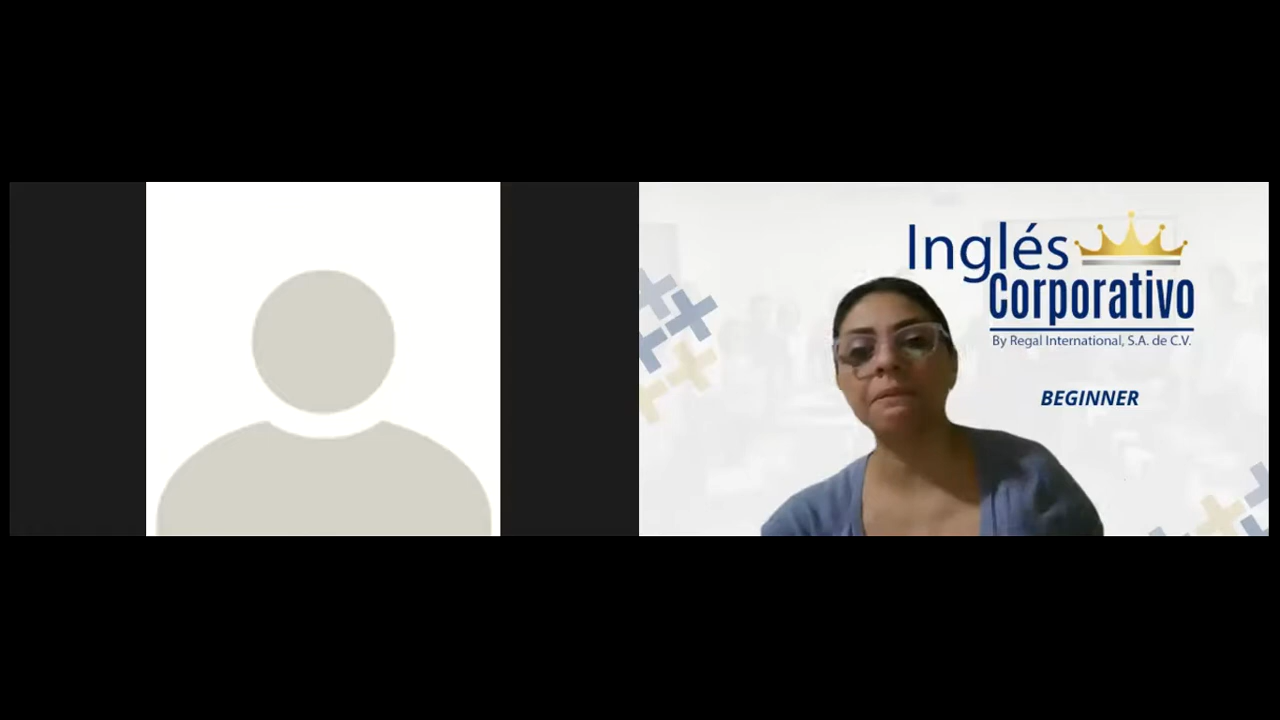 Inglés
Corporativo
By Regal International, S.A. de C.V.
BEGINNER